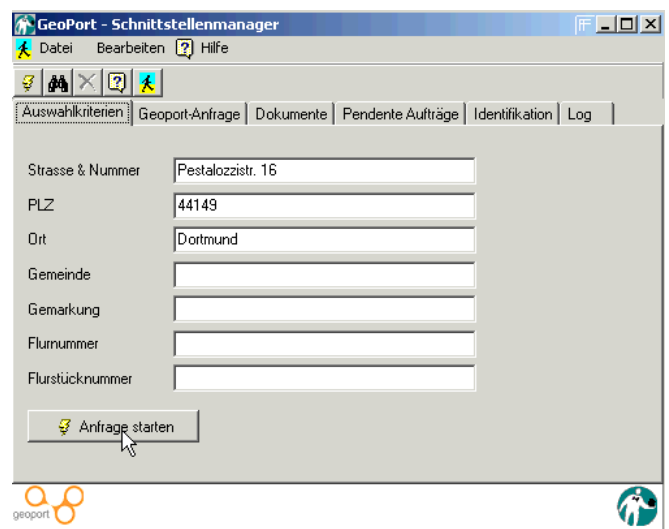 GeoPort - Schnittstellenmanager
Datei Bearbeiten Hilfe
Auswahlkriterien Geoport-Anfrage Dokumente Pendente Aufträge Identifikation Log
Strasse & Nummer Pestalozzistr. 16
PLZ 44149
Ort Dortmund
Gemeinde
Gemarkung
Flurnummer
Flurstücknummer
Anfrage starten
geoport